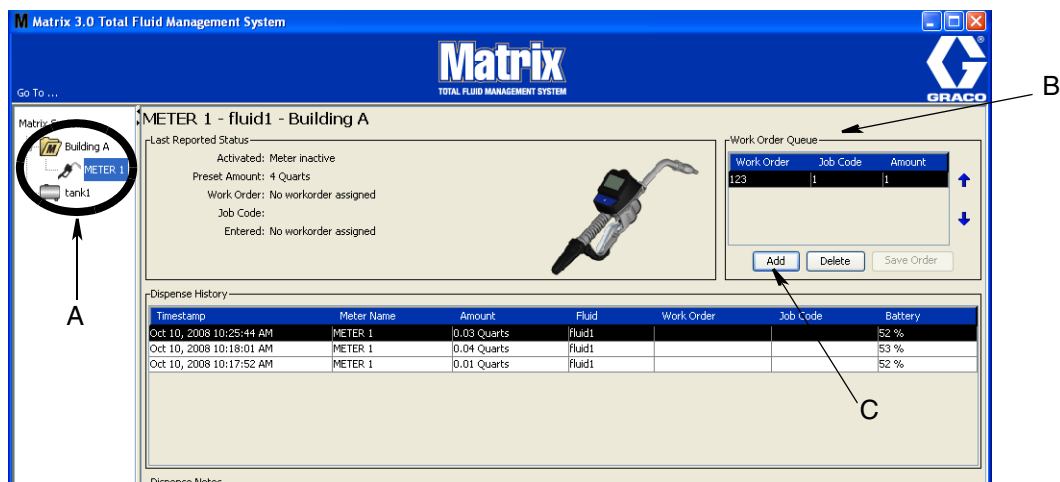 M Matrix 3.0 Total Fluid Management System
Matrix
TOTAL FLUID MANAGEMENT SYSTEM
Go To ...
GRACO
B
METER 1 - fluid1 - Building A
Building A
METER 1
tank1
A
Last Reported Status
Activated: Meter inactive
Preset Amount: 4 Quarts
Work Order: No workorder assigned
Job Code:
Entered: No workorder assigned
Work Order Queue
Work Order Job Code Amount
123 1 1
Add Delete Save Order
C
Dispense History
Timestamp Meter Name Amount Fluid Work Order Job Code Battery
Oct 10, 2008 10:25:44 AM METER 1 0.03 Quarts fluid1 52 %
Oct 10, 2008 10:18:01 AM METER 1 0.04 Quarts fluid1 53 %
Oct 10, 2008 10:17:52 AM METER 1 0.01 Quarts fluid1 52 %
Dispense Notes